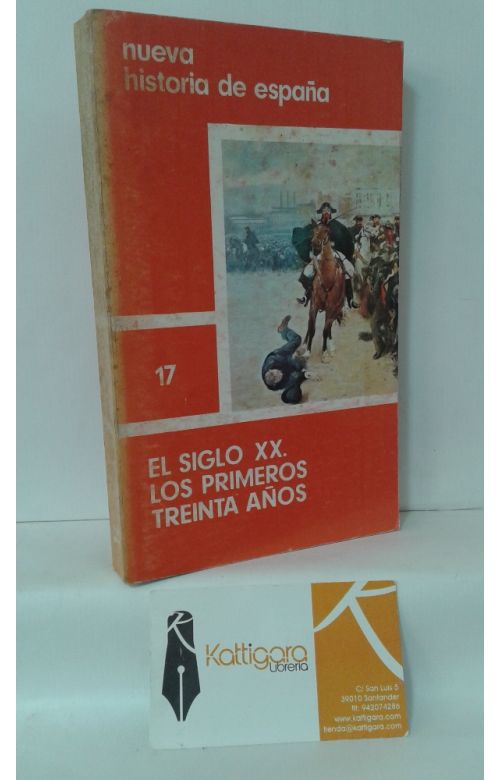 nueva
historia de españa
17
EL SIGLO XX.
LOS PRIMEROS
TREINTA AÑOS
Kattigara
Librería
C/ San Luis 5
39010 Santander
tlf: 942074286
www.kattigara.com
tienda@kattigara.com